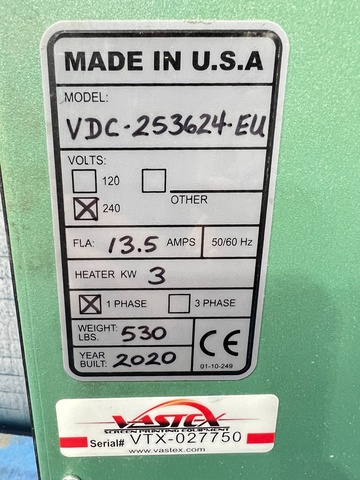 MADE IN U.S.A
MODEL:
VDC-253624-EU
VOLTS:
120
240
OTHER
FLA: 13.5 AMPS 50/60 Hz
HEATER KW 3
1 PHASE 3 PHASE
WEIGHT: LBS. 530
YEAR BUILT: 2020
CE
01-10-249
VASTEX
SCREEN PRINTING EQUIPMENT
Serial# VTX-027750
www.vastex.com